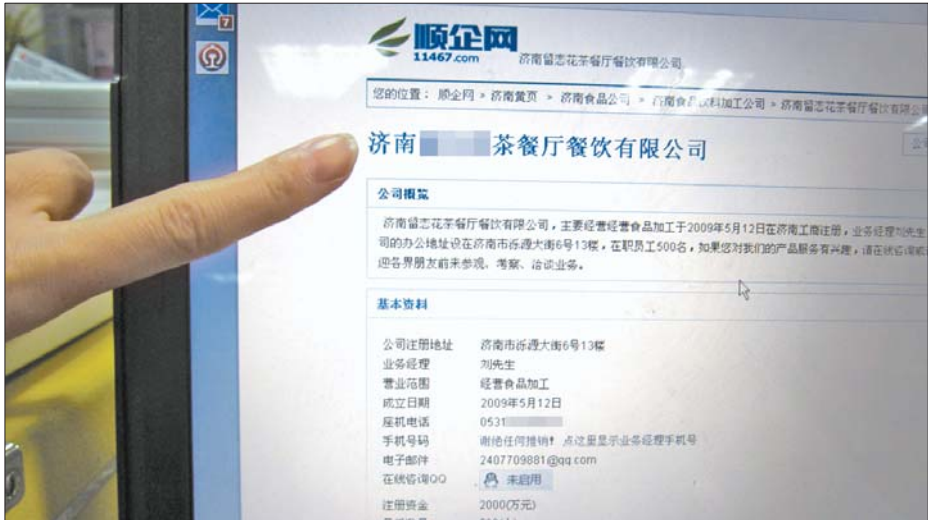 7
顺企网
11467.com
济南留志花茶餐厅餐饮有限公司
您的位置： 顺企网 » 济南黄页 » 济南食品公司 » 济南食品饮料加工公司 » 济南留志花茶餐厅餐饮有限公司
济南 茶餐厅餐饮有限公司
公司概览
济南留志花茶餐厅餐饮有限公司，主要经营经营食品加工于2009年5月12日在济南工商注册，业务经理刘先生
司的办公地址设在济南市泺源大街6号13楼，在职员工500名，如果您对我们的产品服务有兴趣，请在线咨询或
迎各界朋友前来参观、考察、洽谈业务。
基本资料
公司注册地址 济南市泺源大街6号13楼
业务经理 刘先生
营业范围 经营食品加工
成立日期 2009年5月12日
座机电话 0531
手机号码 谢绝任何推销！点这里显示业务经理手机号
电子邮件 2407709881@qq.com
在线咨询QQ 未启用
注册资金 2000(万元)